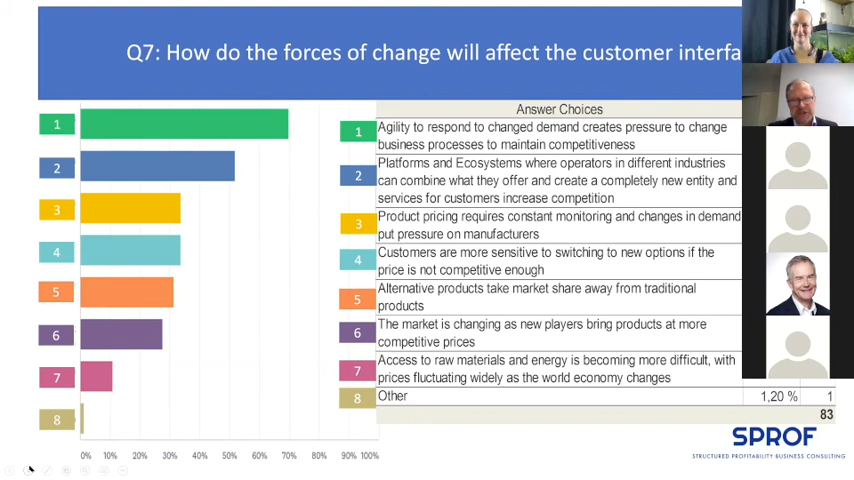 Q7: How do the forces of change will affect the customer interfa
1
2
3
4
5
6
7
8
0% 10% 20% 30% 40% 50% 60% 70% 80% 90% 100%
Answer Choices
1 Agility to respond to changed demand creates pressure to change
business processes to maintain competitiveness
2 Platforms and Ecosystems where operators in different industries
can combine what they offer and create a completely new entity and
services for customers increase competition
3 Product pricing requires constant monitoring and changes in demand
put pressure on manufacturers
4 Customers are more sensitive to switching to new options if the
price is not competitive enough
5 Alternative products take market share away from traditional
products
6 The market is changing as new players bring products at more
competitive prices
7 Access to raw materials and energy is becoming more difficult, with
prices fluctuating widely as the world economy changes
8 Other 1,20 % 1
83
SPROF
STRUCTURED PROFITABILITY BUSINESS CONSULTING